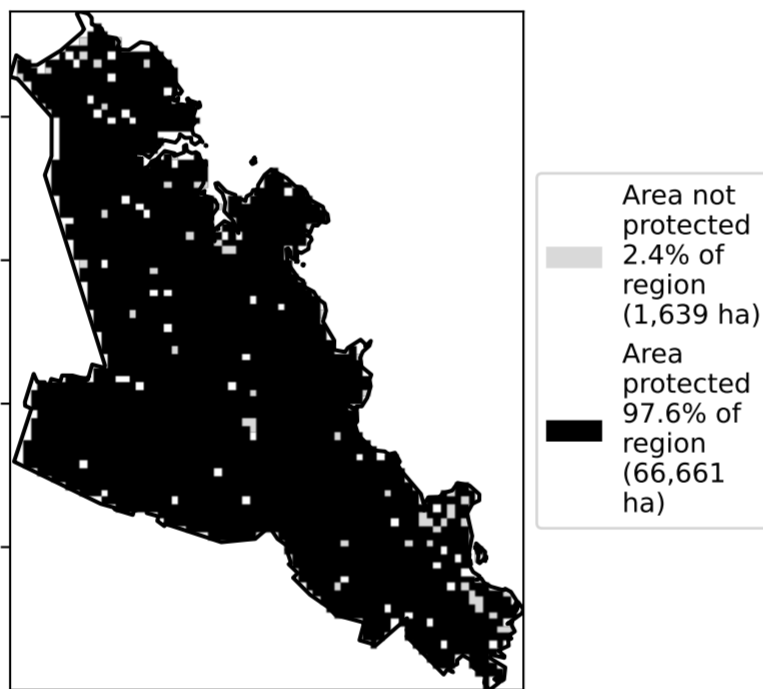 Area not
protected
2.4% of
region
(1,639 ha)
Area
protected
97.6% of
region
(66,661
ha)